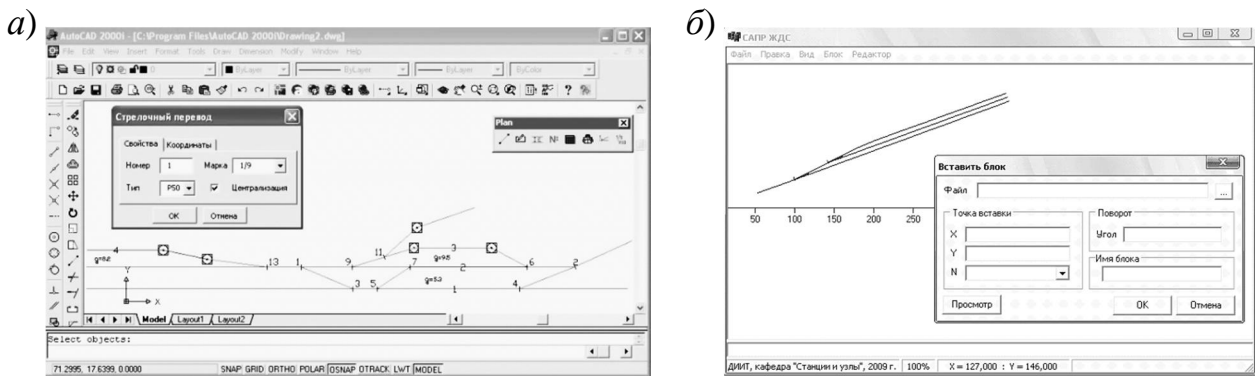 а)
AutoCAD 2000i - [C:\Program Files\AutoCAD 2000i\Drawing2.dwg]
File Edit View Insert Format Tools Draw Dimension Modify Window Help
0 ByLayer ByLayer ByLayer ByColor
Стрелочный перевод
Свойства Координаты
Номер 1 Марка 1/9
Тип Р50 Централизация
OK Отмена
Plan
4 11 3
13 1 9 7 2 6 2
3 5 1 4
Y
X
Model Layout1 Layout2
Select objects:
71.2995, 17.6399, 0.0000 SNAP GRID ORTHO POLAR OSNAP OTRACK LWT MODEL
б)
САПР ЖДС
Файл Правка Вид Блок Редактор
50 100 150 200 250
Вставить блок
Файл ...
Точка вставки Поворот
X Угол
Y
Имя блока
N
Просмотр OK Отмена
ДИИТ, кафедра "Станции и узлы", 2009 г. 100% X = 127,000 : Y = 146,000